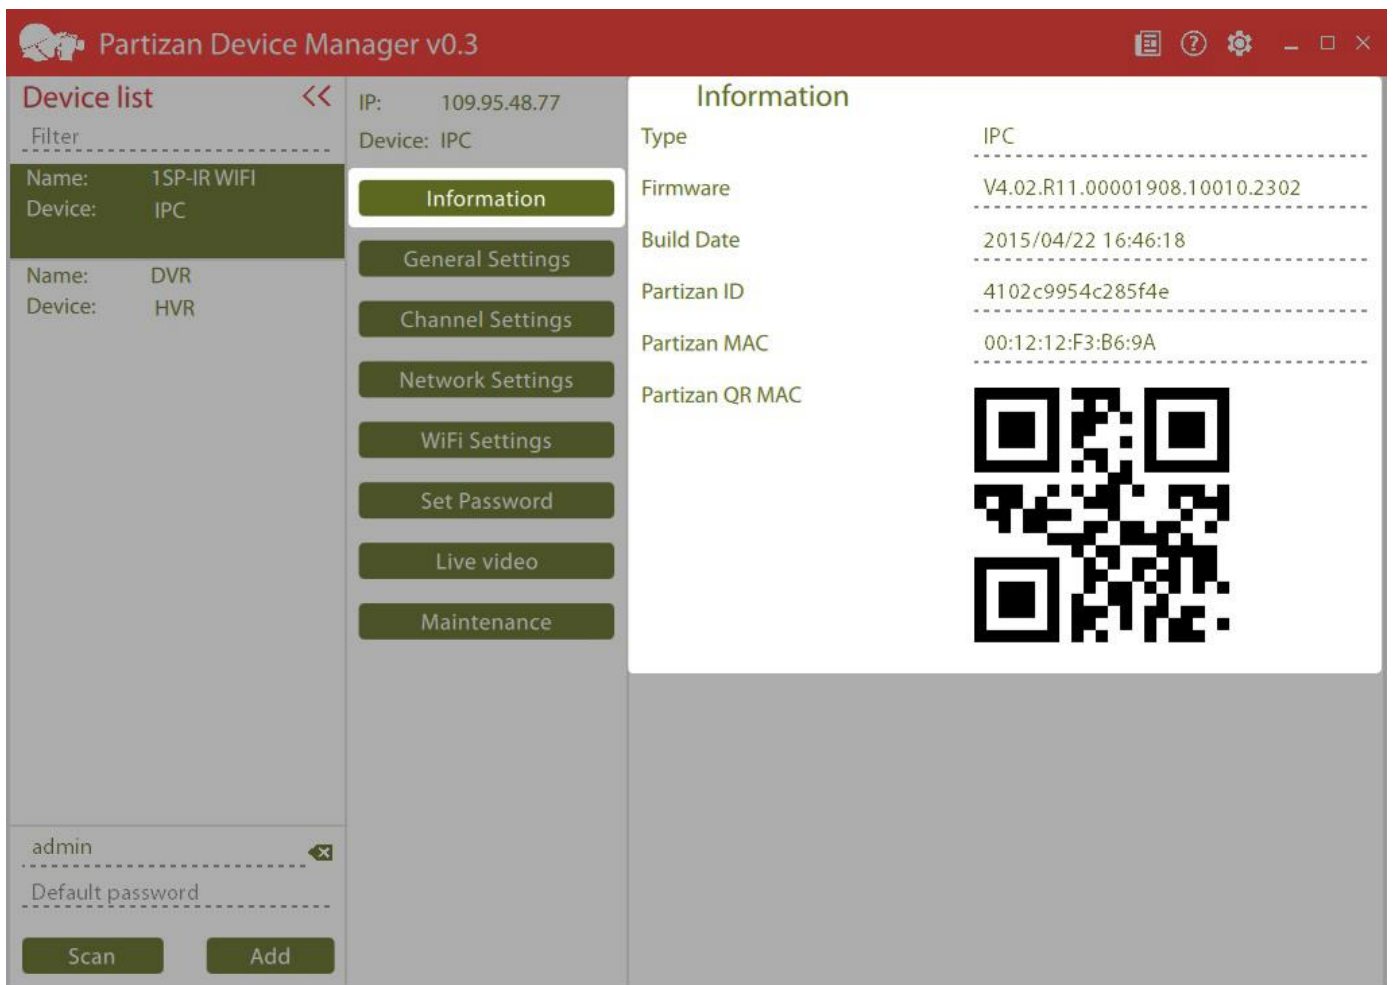 Partizan Device Manager v0.3
Device list <<
Filter
Name: 1SP-IR WIFI
Device: IPC
Name: DVR
Device: HVR
admin
Default password
Scan Add
IP: 109.95.48.77
Device: IPC
Information
General Settings
Channel Settings
Network Settings
WiFi Settings
Set Password
Live video
Maintenance
Information
Type IPC
Firmware V4.02.R11.00001908.10010.2302
Build Date 2015/04/22 16:46:18
Partizan ID 4102c9954c285f4e
Partizan MAC 00:12:12:F3:B6:9A
Partizan QR MAC